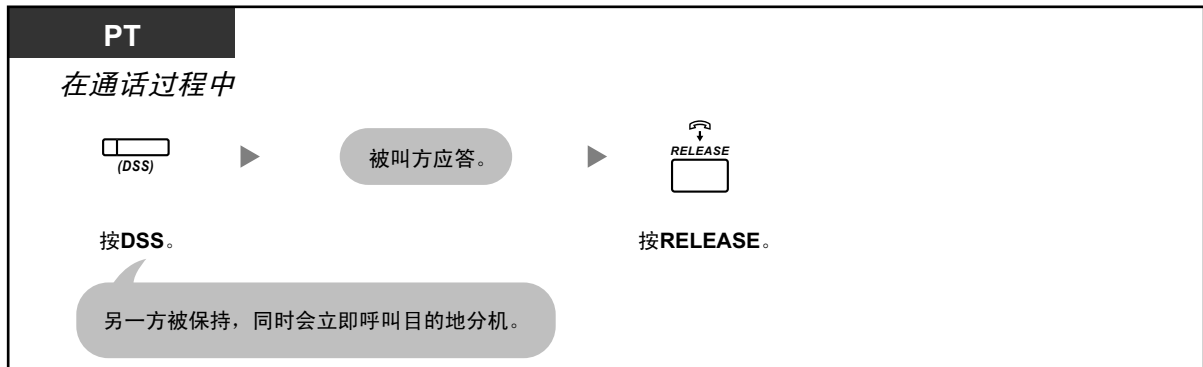 PT
在通话过程中
(DSS)
被叫方应答。
RELEASE
按DSS。
按RELEASE。
另一方被保持，同时会立即呼叫目的地分机。